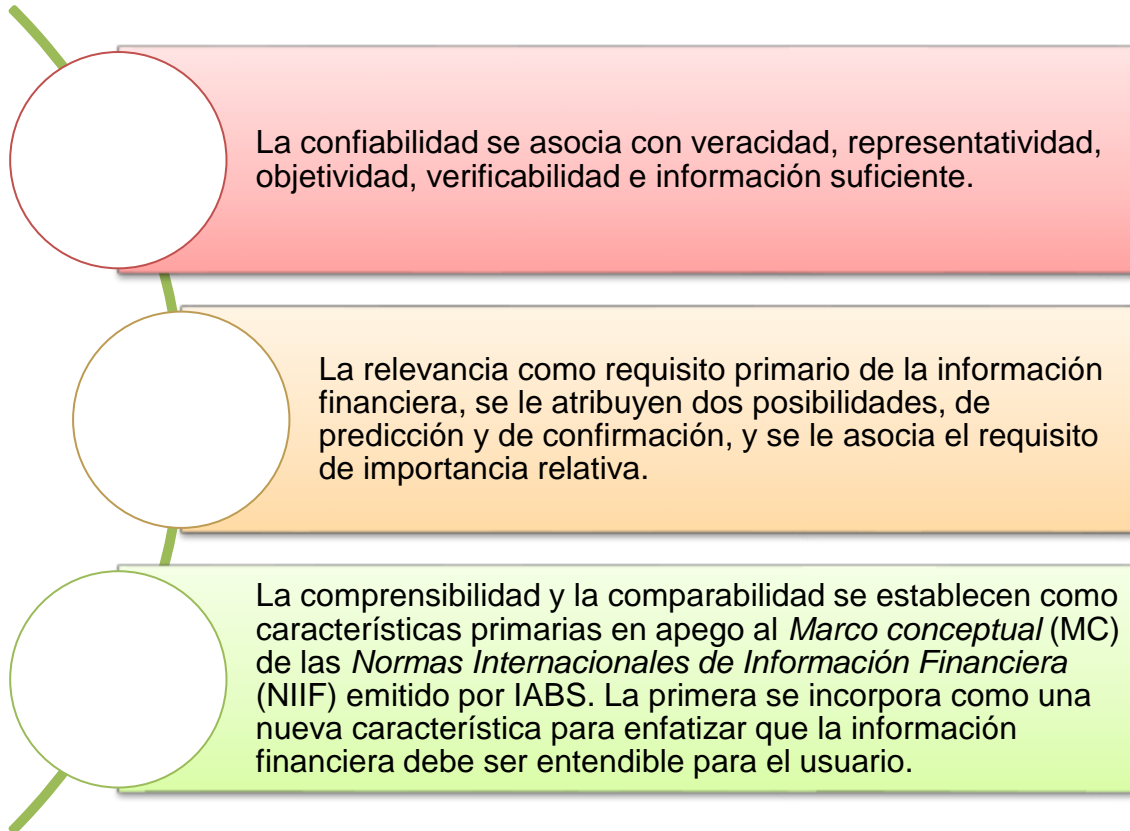 La confiabilidad se asocia con veracidad, representatividad,
objetividad, verificabilidad e información suficiente.
La relevancia como requisito primario de la información
financiera, se le atribuyen dos posibilidades, de
predicción y de confirmación, y se le asocia el requisito
de importancia relativa.
La comprensibilidad y la comparabilidad se establecen como
características primarias en apego al Marco conceptual (MC)
de las Normas Internacionales de Información Financiera
(NIIF) emitido por IABS. La primera se incorpora como una
nueva característica para enfatizar que la información
financiera debe ser entendible para el usuario.